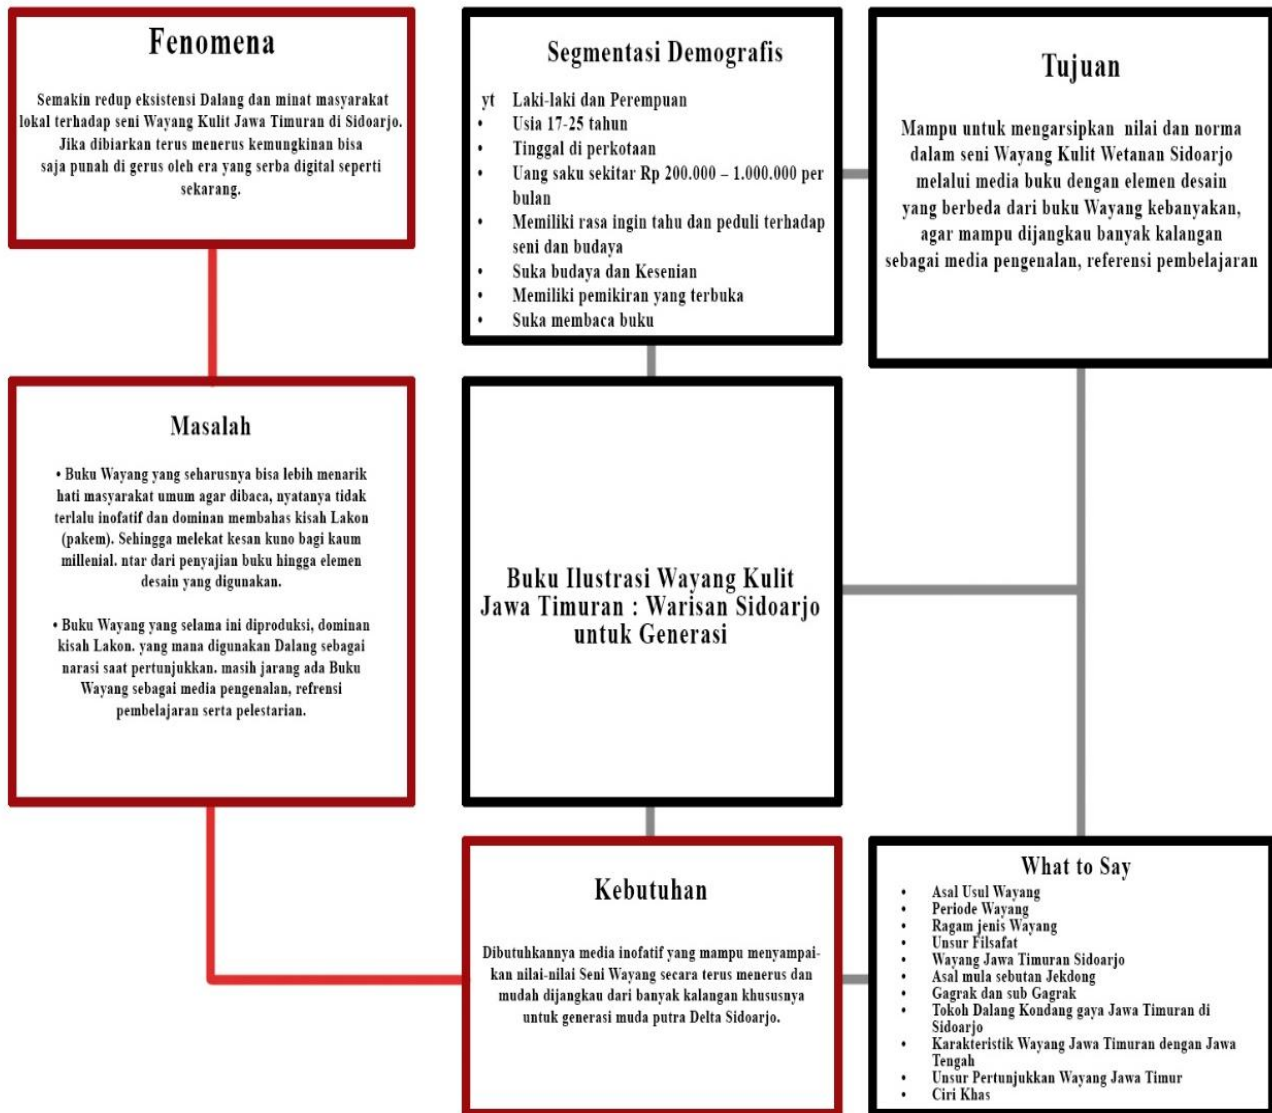 Fenomena
Semakin redup eksistensi Dalang dan minat masyarakat
lokal terhadap seni Wayang Kulit Jawa Timuran di Sidoarjo.
Jika dibiarkan terus menerus kemungkinan bisa
saja punah di gerus oleh era yang serba digital seperti
sekarang.
Segmentasi Demografis
yt Laki-laki dan Perempuan
• Usia 17-25 tahun
• Tinggal di perkotaan
• Uang saku sekitar Rp 200.000 – 1.000.000 per
bulan
• Memiliki rasa ingin tahu dan peduli terhadap
seni dan budaya
• Suka budaya dan Kesenian
• Memiliki pemikiran yang terbuka
• Suka membaca buku
Tujuan
Mampu untuk mengarsipkan nilai dan norma
dalam seni Wayang Kulit Wetanan Sidoarjo
melalui media buku dengan elemen desain
yang berbeda dari buku Wayang kebanyakan,
agar mampu dijangkau banyak kalangan
sebagai media pengenalan, referensi pembelajaran
Masalah
• Buku Wayang yang seharusnya bisa lebih menarik
hati masyarakat umum agar dibaca, nyatanya tidak
terlalu inofatif dan dominan membahas kisah Lakon
(pakem). Sehingga melekat kesan kuno bagi kaum
millenial. ntar dari penyajian buku hingga elemen
desain yang digunakan.
• Buku Wayang yang selama ini diproduksi, dominan
kisah Lakon. yang mana digunakan Dalang sebagai
narasi saat pertunjukkan. masih jarang ada Buku
Wayang sebagai media pengenalan, refrensi
pembelajaran serta pelestarian.
Buku Ilustrasi Wayang Kulit
Jawa Timuran : Warisan Sidoarjo
untuk Generasi
Kebutuhan
Dibutuhkannya media inofatif yang mampu menyampai-
kan nilai-nilai Seni Wayang secara terus menerus dan
mudah dijangkau dari banyak kalangan khususnya
untuk generasi muda putra Delta Sidoarjo.
What to Say
• Asal Usul Wayang
• Periode Wayang
• Ragam jenis Wayang
• Unsur Filsafat
• Wayang Jawa Timuran Sidoarjo
• Asal mula sebutan Jekdong
• Gagrak dan sub Gagrak
• Tokoh Dalang Kondang gaya Jawa Timuran di
Sidoarjo
• Karakteristik Wayang Jawa Timuran dengan Jawa
Tengah
• Unsur Pertunjukkan Wayang Jawa Timur
• Ciri Khas